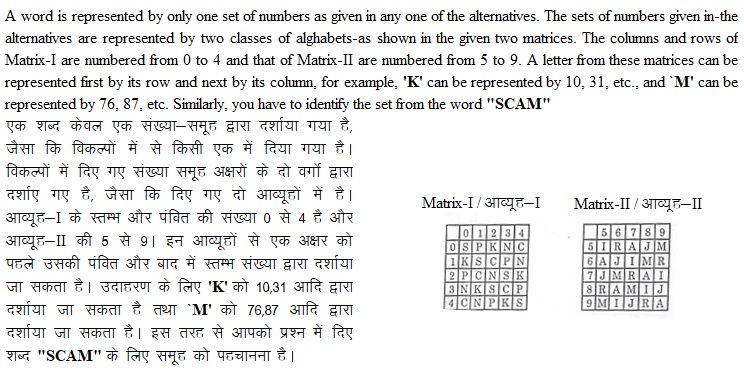 A word is represented by only one set of numbers as given in any one of the alternatives. The sets of numbers given in-the
alternatives are represented by two classes of alghabets-as shown in the given two matrices. The columns and rows of
Matrix-I are numbered from 0 to 4 and that of Matrix-II are numbered from 5 to 9. A letter from these matrices can be
represented first by its row and next by its column, for example, 'K' can be represented by 10, 31, etc., and `M' can be
represented by 76, 87, etc. Similarly, you have to identify the set from the word "SCAM"
एक शब्द केवल एक संख्या–समूह द्वारा दर्शाया गया है,
जैसा कि विकल्पों में से किसी एक में दिया गया है।
विकल्पों में दिए गए संख्या समूह अक्षरों के दो वर्गो द्वारा
दर्शाए गए है, जैसा कि दिए गए दो आव्यूहों में है।
आव्यूह–I के स्तम्भ और पंक्ति की संख्या 0 से 4 है और
आव्यूह–II की 5 से 9। इन आव्यूहों से एक अक्षर को
पहले उसकी पंक्ति और बाद में स्तम्भ संख्या द्वारा दर्शाया
जा सकता है। उदाहरण के लिए 'K' को 10,31 आदि द्वारा
दर्शाया जा सकता है तथा `M' को 76,87 आदि द्वारा
दर्शाया जा सकता है। इस तरह से आपको प्रश्न में दिए
शब्द "SCAM" के लिए समूह को पहचानना है।
Matrix-I / आव्यूह–I
0 1 2 3 4
0 S P K N C
1 K S C P N
2 P C N S K
3 N K S C P
4 C N P K S
Matrix-II / आव्यूह–II
5 6 7 8 9
5 I R A J M
6 A J I M R
7 J M R A I
8 R A M I J
9 M I J R A